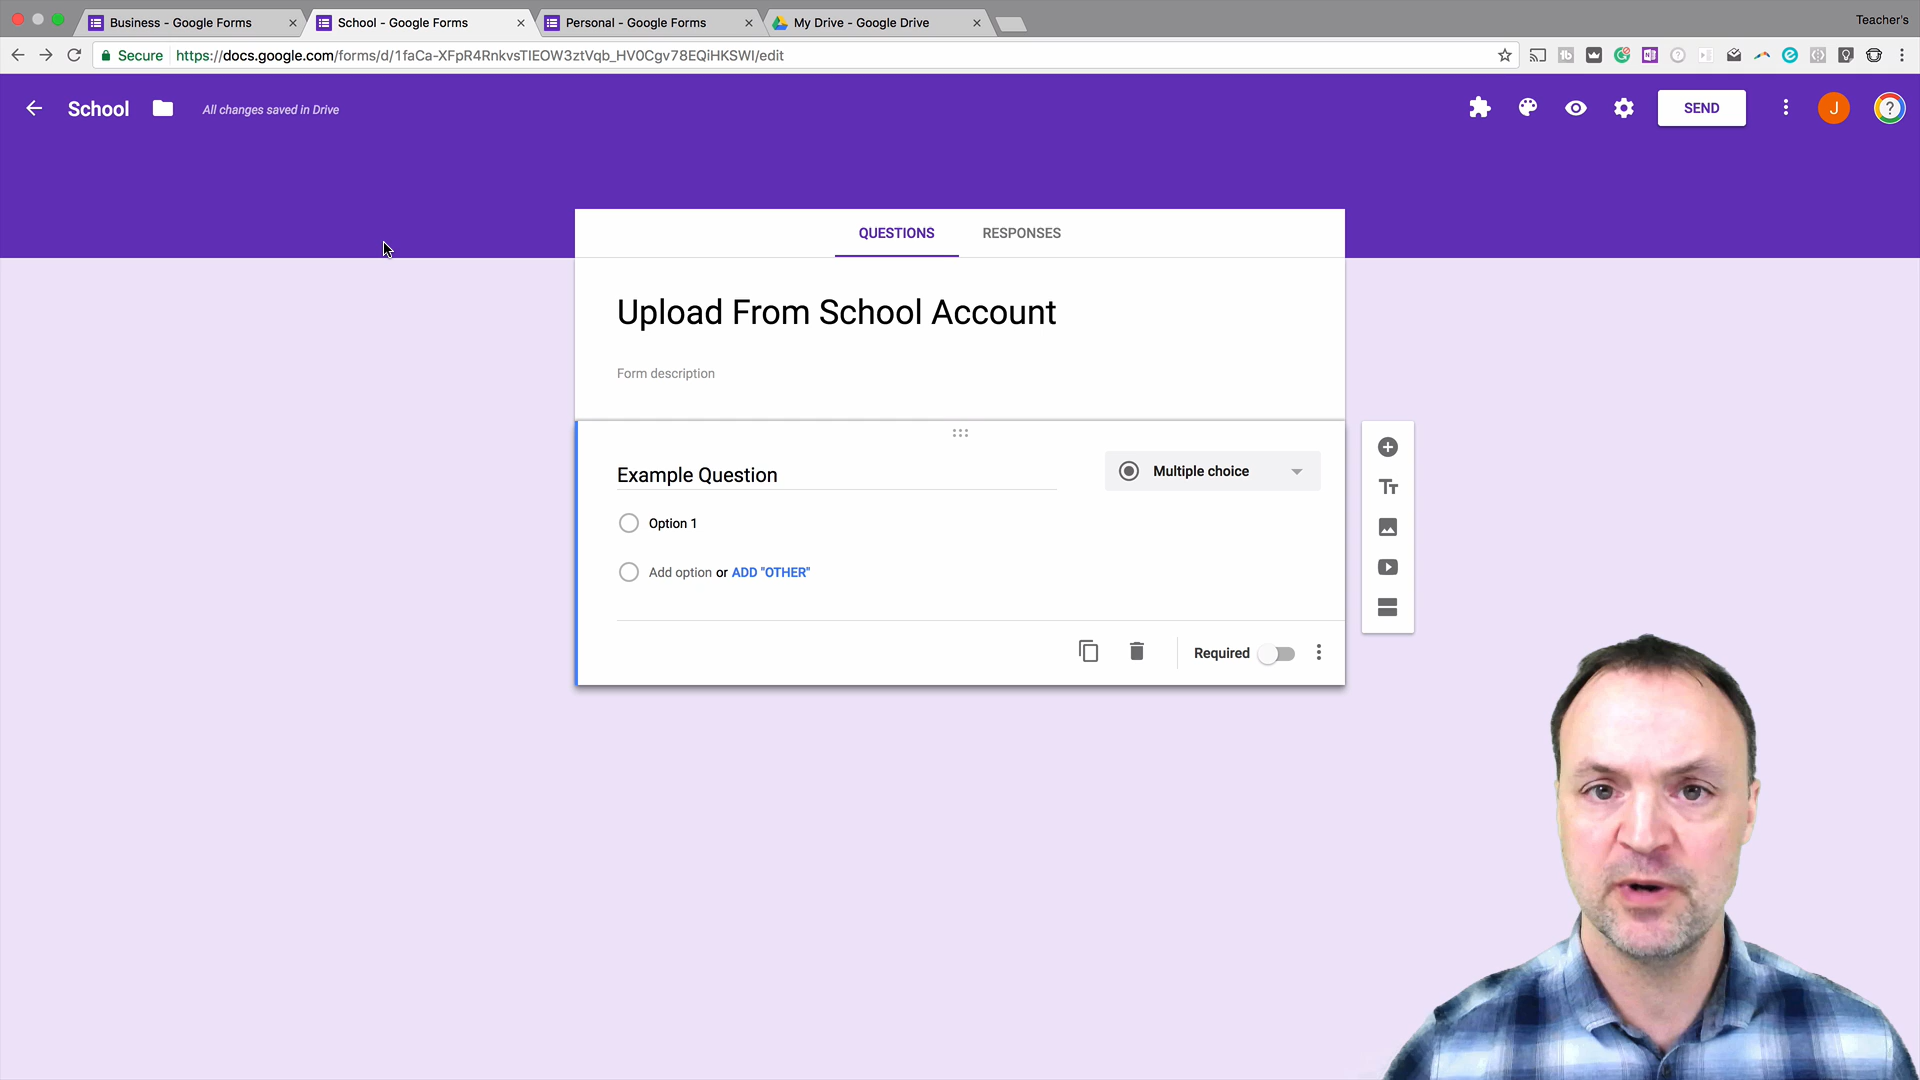 Business - Google Forms
School - Google Forms
Personal - Google Forms
My Drive - Google Drive
Teacher's
Secure
https://docs.google.com/forms/d/1faCa-XFpR4RnkvsTIEOW3ztVqb_HV0Cgv78EQiHKSWI/edit
School
All changes saved in Drive
SEND
J
?
QUESTIONS
RESPONSES
Upload From School Account
Form description
Example Question
Multiple choice
Option 1
Add option or ADD "OTHER"
Required